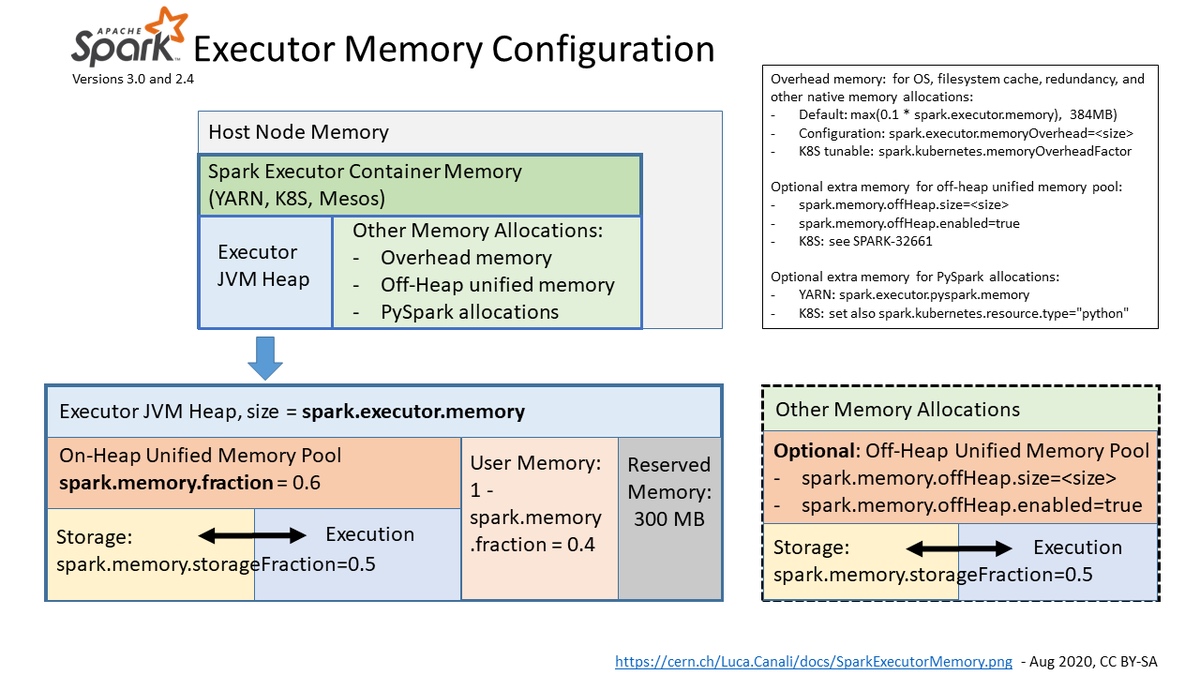 APACHE
Spark™
Executor Memory Configuration
Versions 3.0 and 2.4
Host Node Memory
Spark Executor Container Memory
(YARN, K8S, Mesos)
Executor
JVM Heap
Other Memory Allocations:
- Overhead memory
- Off-Heap unified memory
- PySpark allocations
Overhead memory: for OS, filesystem cache, redundancy, and
other native memory allocations:
- Default: max(0.1 * spark.executor.memory), 384MB)
- Configuration: spark.executor.memoryOverhead=<size>
- K8S tunable: spark.kubernetes.memoryOverheadFactor
Optional extra memory for off-heap unified memory pool:
- spark.memory.offHeap.size=<size>
- spark.memory.offHeap.enabled=true
- K8S: see SPARK-32661
Optional extra memory for PySpark allocations:
- YARN: spark.executor.pyspark.memory
- K8S: set also spark.kubernetes.resource.type="python"
Executor JVM Heap, size = spark.executor.memory
On-Heap Unified Memory Pool
spark.memory.fraction = 0.6
Storage:
Execution
spark.memory.storageFraction=0.5
User Memory:
1 -
spark.memory
.fraction = 0.4
Reserved
Memory:
300 MB
Other Memory Allocations
Optional: Off-Heap Unified Memory Pool
- spark.memory.offHeap.size=<size>
- spark.memory.offHeap.enabled=true
Storage:
Execution
spark.memory.storageFraction=0.5
https://cern.ch/Luca.Canali/docs/SparkExecutorMemory.png - Aug 2020, CC BY-SA